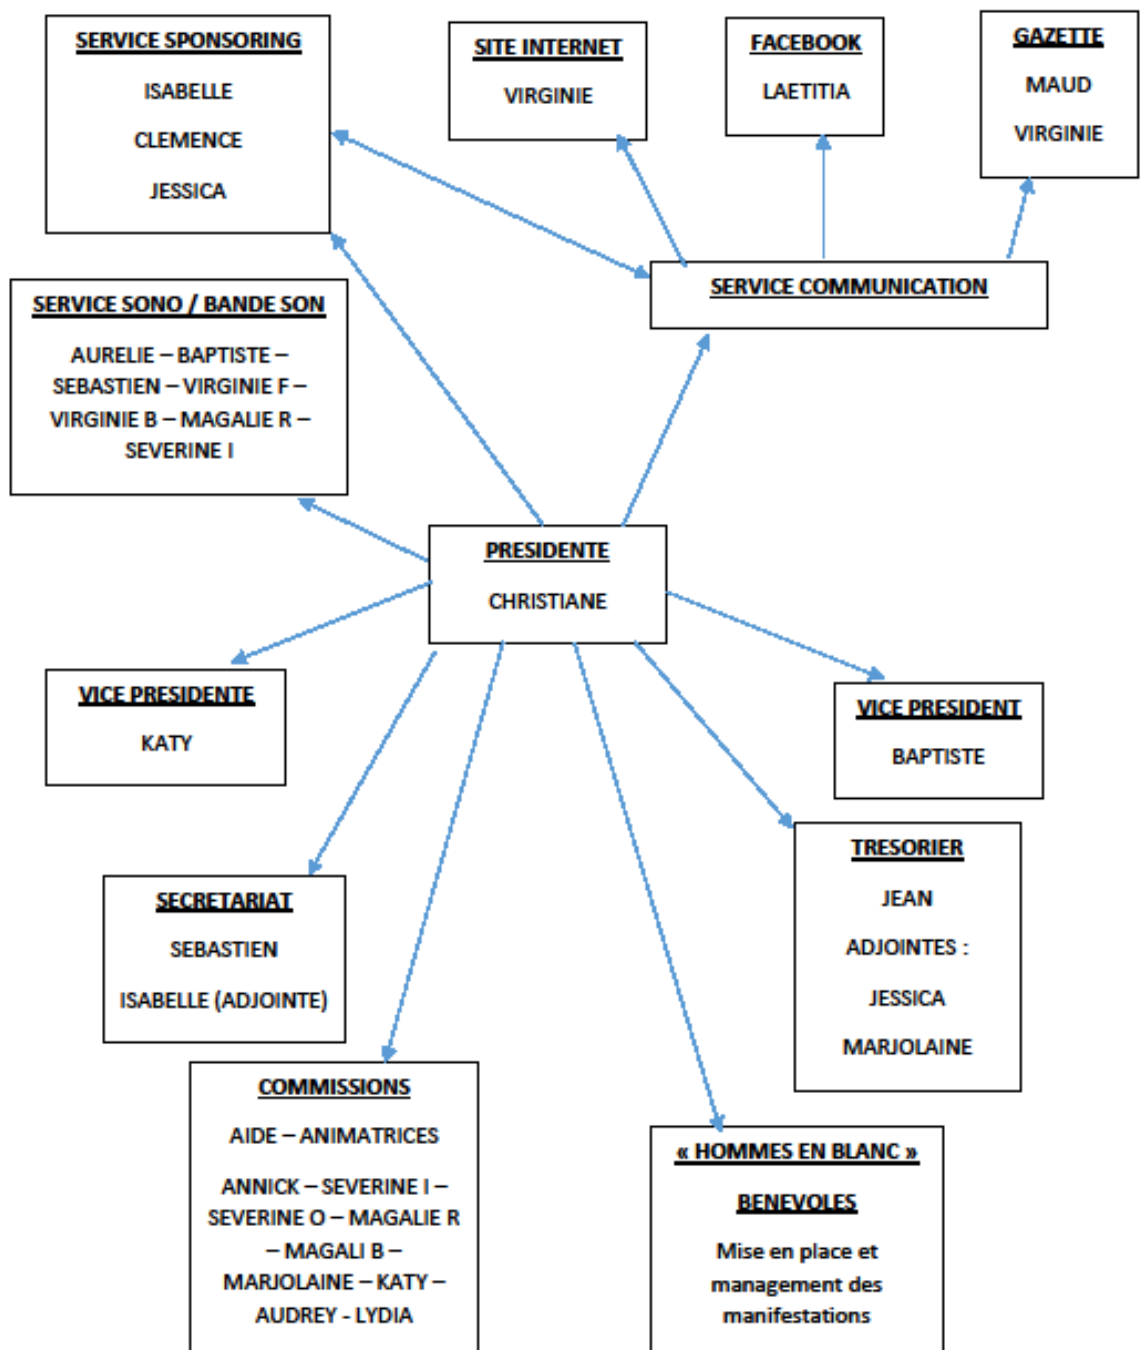 SERVICE SPONSORING
ISABELLE
CLEMENCE
JESSICA
SITE INTERNET
VIRGINIE
FACEBOOK
LAETITIA
GAZETTE
MAUD
VIRGINIE
SERVICE COMMUNICATION
SERVICE SONO / BANDE SON
AURELIE – BAPTISTE –
SEBASTIEN – VIRGINIE F –
VIRGINIE B – MAGALIE R –
SEVERINE I
PRESIDENTE
CHRISTIANE
VICE PRESIDENTE
KATY
VICE PRESIDENT
BAPTISTE
SECRETARIAT
SEBASTIEN
ISABELLE (ADJOINTE)
TRESORIER
JEAN
ADJOINTES :
JESSICA
MARJOLAINE
COMMISSIONS
AIDE – ANIMATRICES
ANNICK – SEVERINE I –
SEVERINE O – MAGALIE R
– MAGALI B –
MARJOLAINE – KATY –
AUDREY - LYDIA
« HOMMES EN BLANC »
BENEVOLES
Mise en place et
management des
manifestations